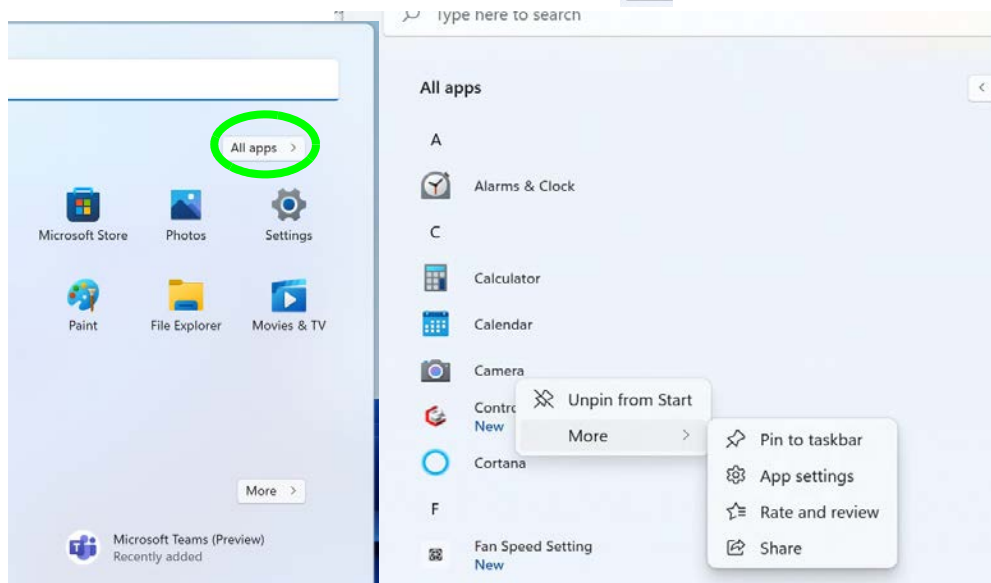 All apps >
Microsoft Store
Photos
Settings
Paint
File Explorer
Movies & TV
More >
Microsoft Teams (Preview)
Recently added
Type here to search
All apps
<
A
Alarms & Clock
C
Calculator
Calendar
Camera
New
Cortana
F
Fan Speed Setting
New
Unpin from Start
More >
Pin to taskbar
App settings
Rate and review
Share